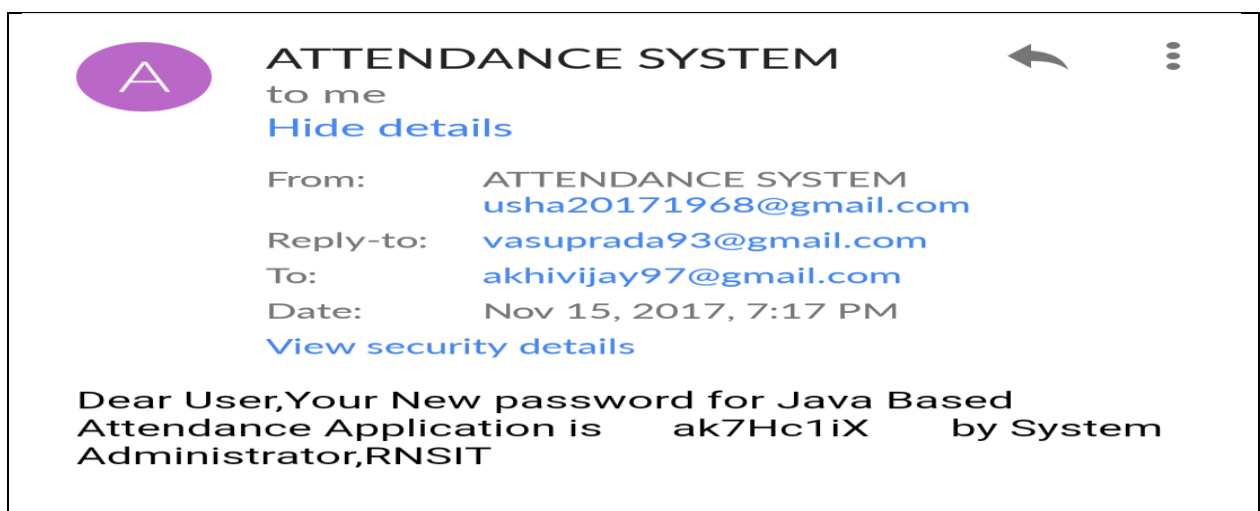 A
ATTENDANCE SYSTEM
to me
Hide details
From: ATTENDANCE SYSTEM
usha20171968@gmail.com
Reply-to: vasuprada93@gmail.com
To: akhivijay97@gmail.com
Date: Nov 15, 2017, 7:17 PM
View security details
Dear User,Your New password for Java Based
Attendance Application is ak7Hc1iX by System
Administrator,RNSIT